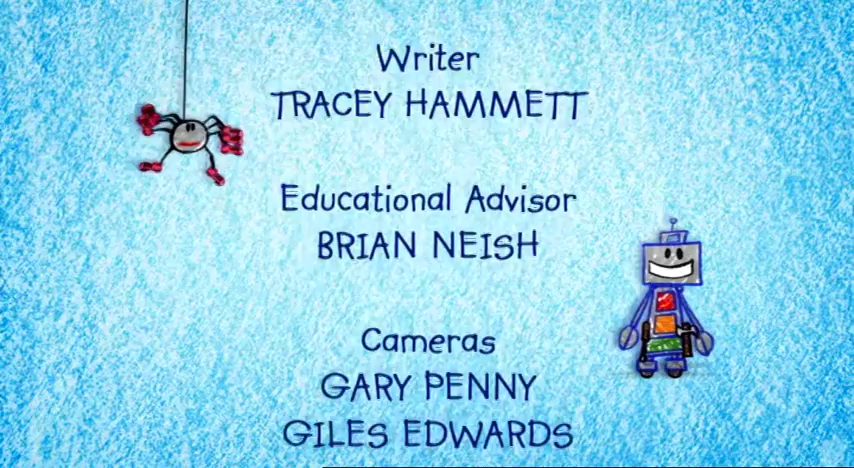 Writer
TRACEY HAMMETT
Educational Advisor
BRIAN NEISH
Cameras
GARY PENNY
GILES EDWARDS